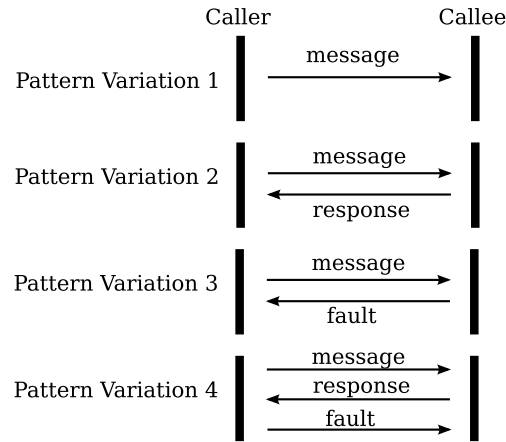 Caller Callee
message
Pattern Variation 1
message
Pattern Variation 2
response
message
Pattern Variation 3
fault
message
Pattern Variation 4
response
fault